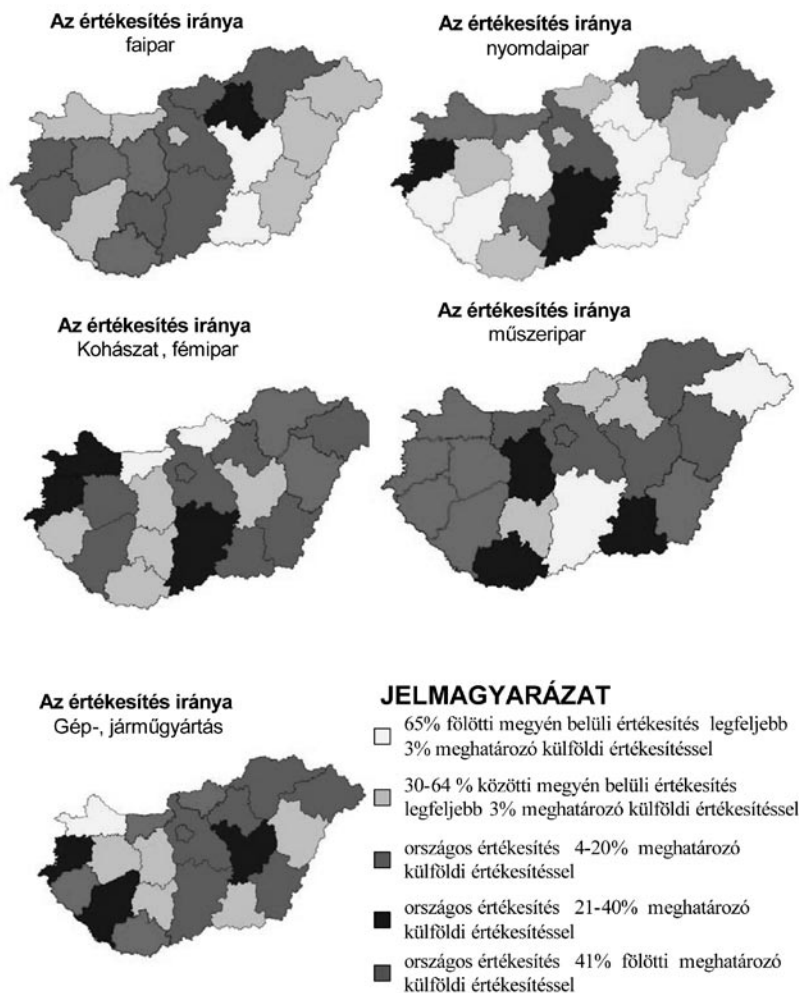 Az értékesítés iránya
faipar
Az értékesítés iránya
nyomdaipar
Az értékesítés iránya
Kohászat , fémipar
Az értékesítés iránya
műszeripar
Az értékesítés iránya
Gép-, járműgyártás
JELMAGYARÁZAT
65% fölötti megyén belüli értékesítés legfeljebb
3% meghatározó külföldi értékesítéssel
30-64 % közötti megyén belüli értékesítés
legfeljebb 3% meghatározó külföldi értékesítéssel
országos értékesítés 4-20% meghatározó
külföldi értékesítéssel
országos értékesítés 21-40% meghatározó
külföldi értékesítéssel
országos értékesítés 41% fölötti meghatározó
külföldi értékesítéssel